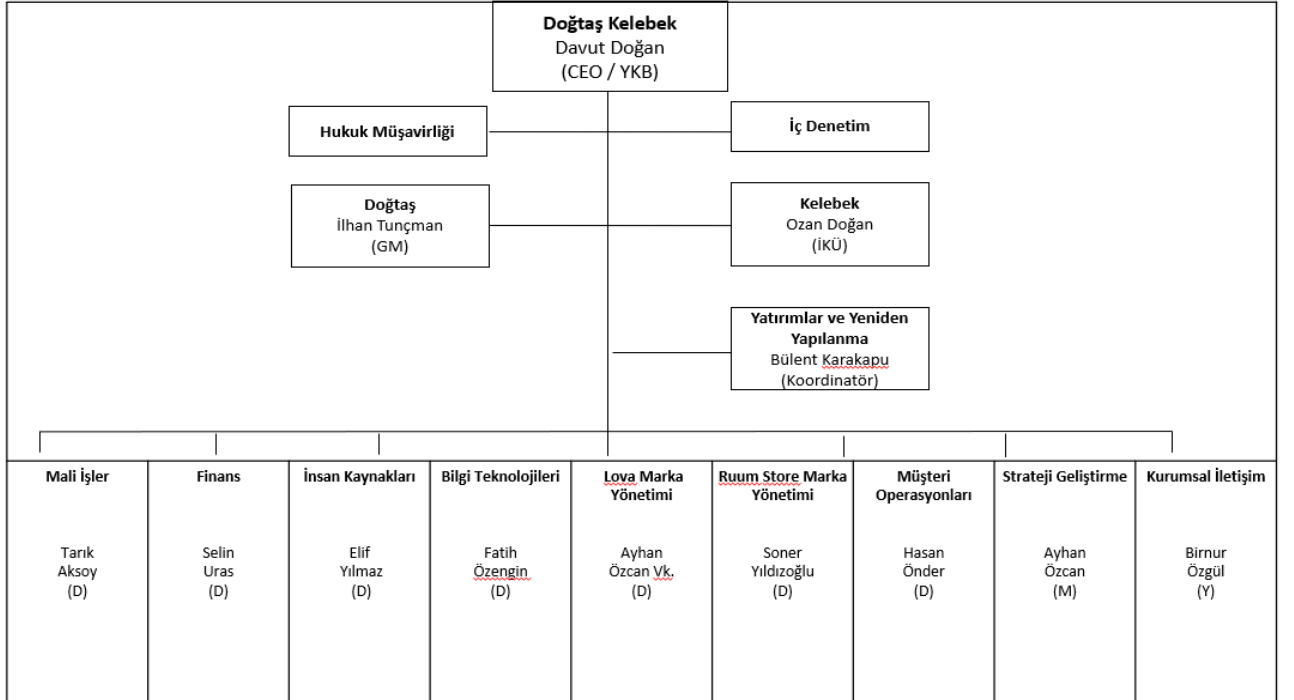 Doğtaş Kelebek
Davut Doğan
(CEO / YKB)
Hukuk Müşavirliği
İç Denetim
Doğtaş
İlhan Tunçman
(GM)
Kelebek
Ozan Doğan
(İKÜ)
Yatırımlar ve Yeniden
Yapılanma
Bülent Karakapu
(Koordinatör)
Mali İşler
Tarık
Aksoy
(D)
Finans
Selin
Uras
(D)
İnsan Kaynakları
Elif
Yılmaz
(D)
Bilgi Teknolojileri
Fatih
Özengin
(D)
Lova Marka
Yönetimi
Ayhan
Özcan Vk.
(D)
Ruum Store Marka
Yönetimi
Soner
Yıldızoğlu
(D)
Müşteri
Operasyonları
Hasan
Önder
(D)
Strateji Geliştirme
Ayhan
Özcan
(M)
Kurumsal İletişim
Birnur
Özgül
(Y)